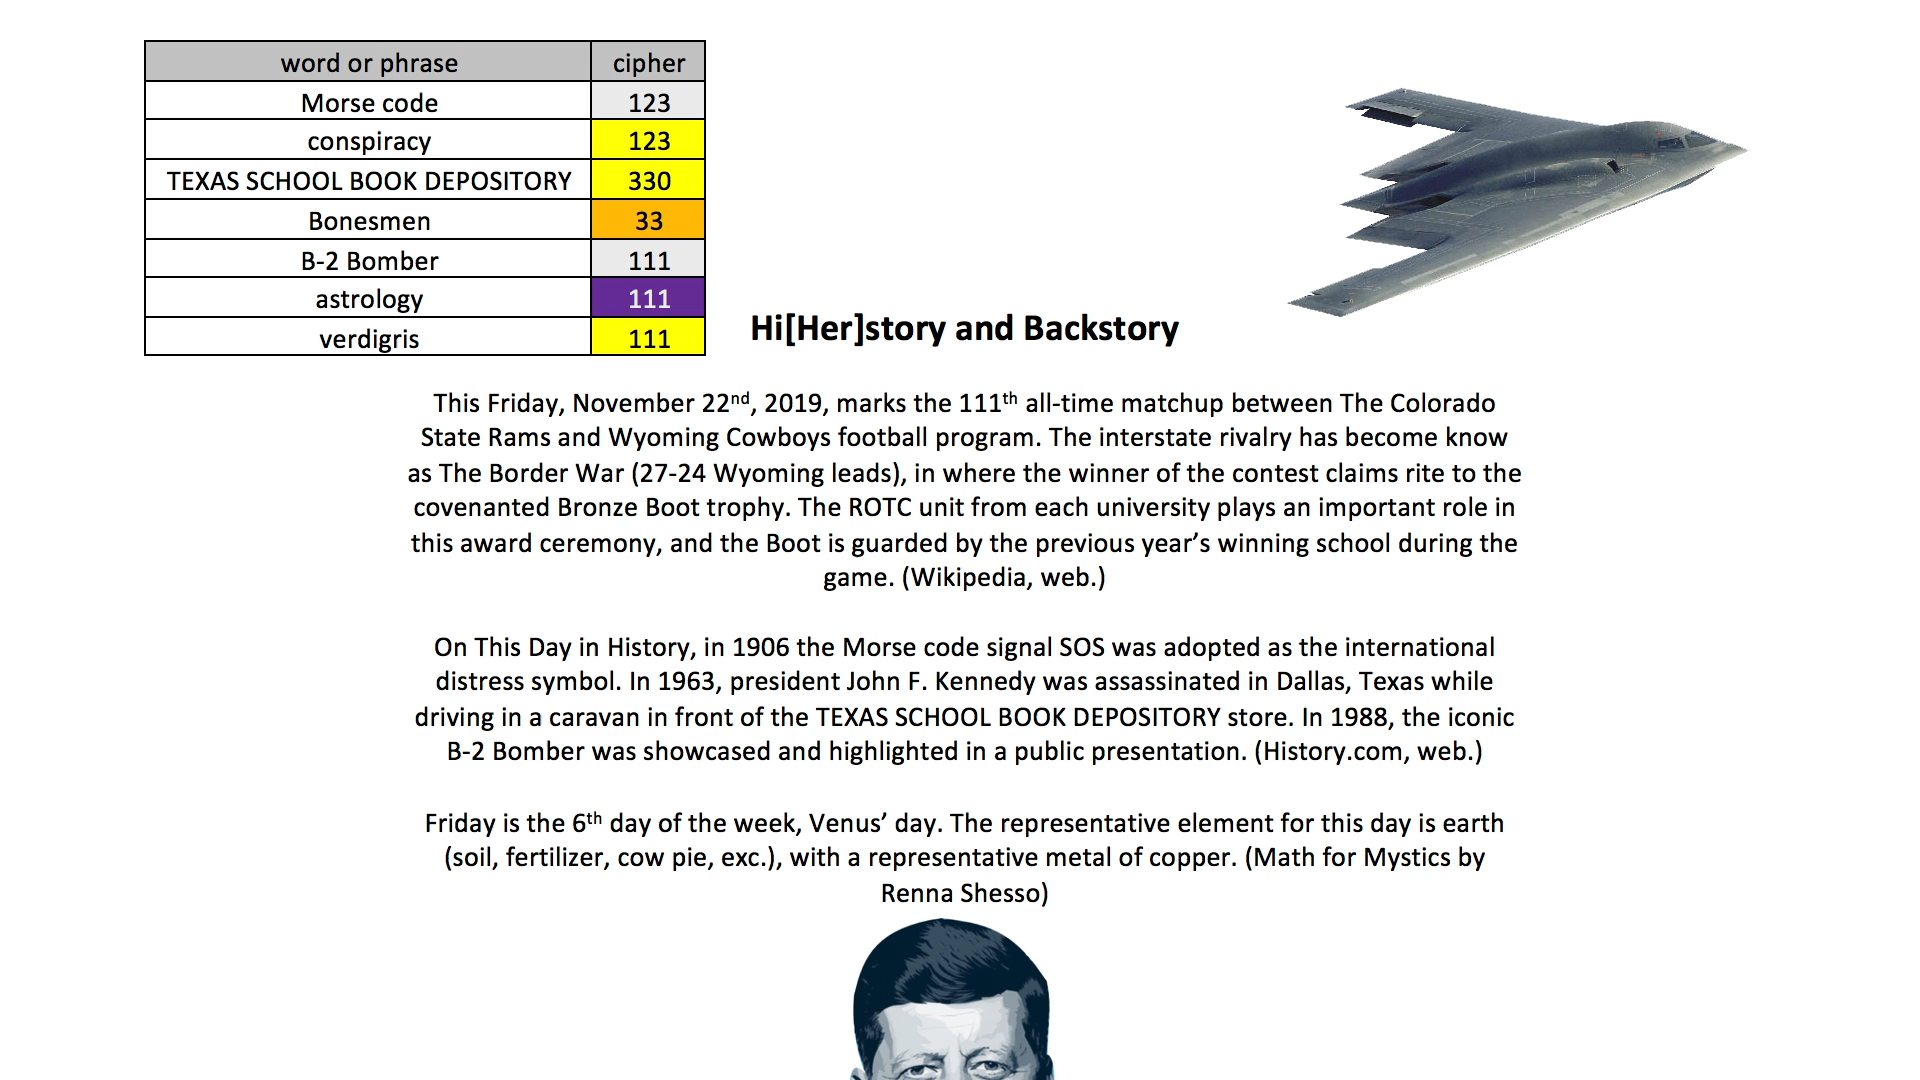 word or phrase cipher
Morse code 123
conspiracy 123
TEXAS SCHOOL BOOK DEPOSITORY 330
Bonesmen 33
B-2 Bomber 111
astrology 111
verdigris 111
Hi[Her]story and Backstory
This Friday, November 22nd, 2019, marks the 111th all-time matchup between The Colorado
State Rams and Wyoming Cowboys football program. The interstate rivalry has become know
as The Border War (27-24 Wyoming leads), in where the winner of the contest claims rite to the
covenanted Bronze Boot trophy. The ROTC unit from each university plays an important role in
this award ceremony, and the Boot is guarded by the previous year’s winning school during the
game. (Wikipedia, web.)
On This Day in History, in 1906 the Morse code signal SOS was adopted as the international
distress symbol. In 1963, president John F. Kennedy was assassinated in Dallas, Texas while
driving in a caravan in front of the TEXAS SCHOOL BOOK DEPOSITORY store. In 1988, the iconic
B-2 Bomber was showcased and highlighted in a public presentation. (History.com, web.)
Friday is the 6th day of the week, Venus’ day. The representative element for this day is earth
(soil, fertilizer, cow pie, exc.), with a representative metal of copper. (Math for Mystics by
Renna Shesso)